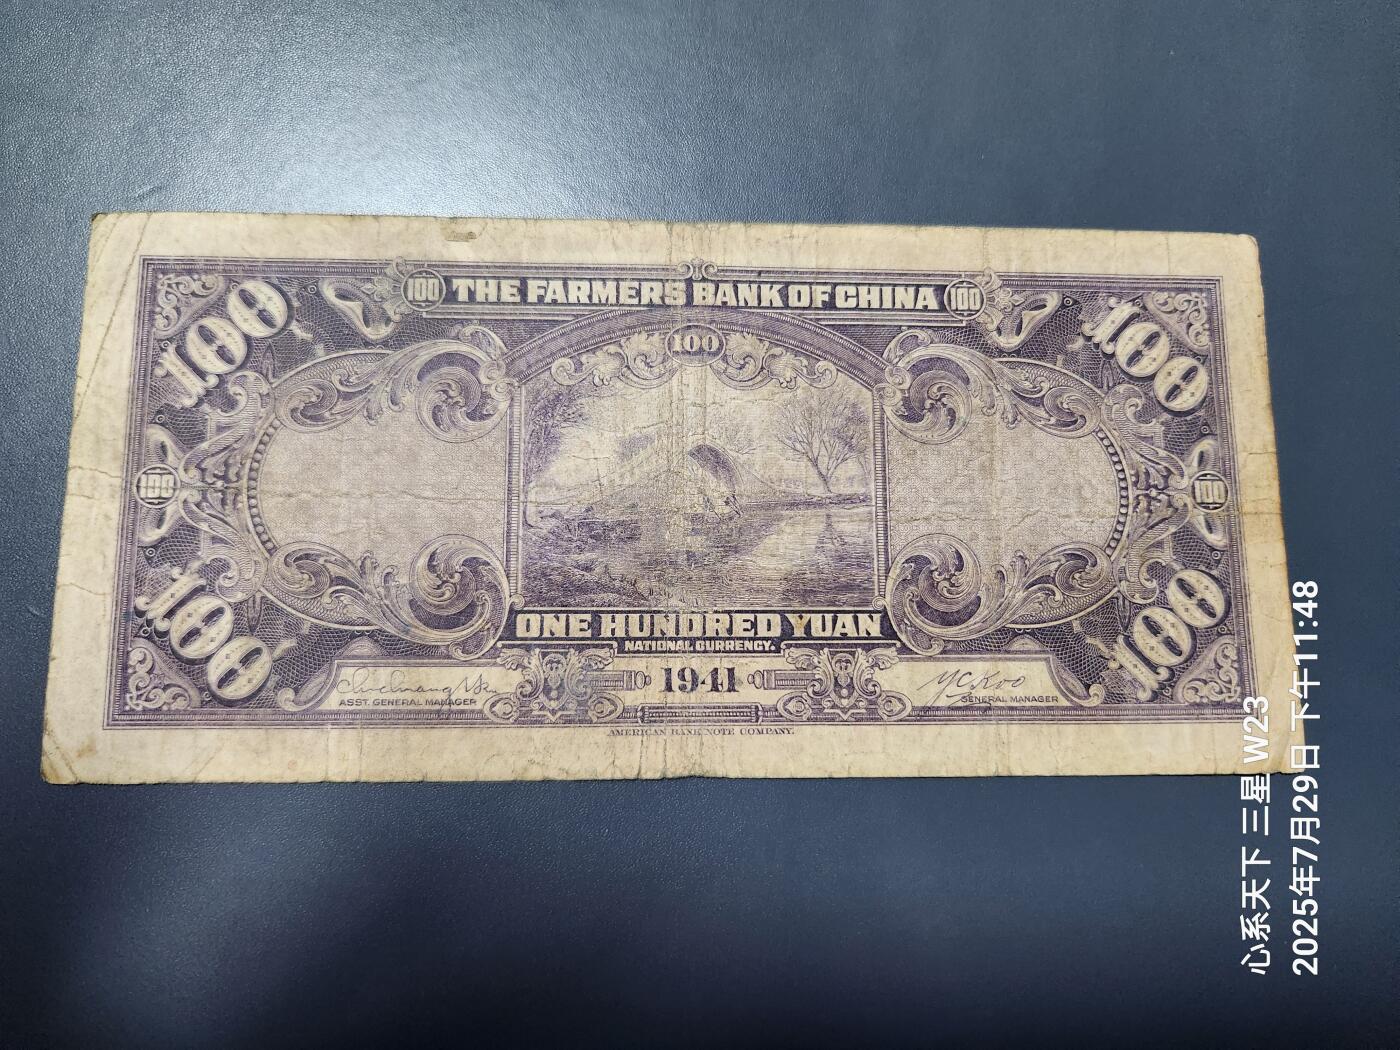 100 THE FARMERS BANK OF CHINA 100
100
100
100
100
100
ONE HUNDRED YUAN
NATIONAL CURRENCY.
100
100
1941
ASST. GENERAL MANAGER
GENERAL MANAGER
AMERICAN BANK NOTE COMPANY.
心系天下 三星 W23
2025年7月29日 下午11:48